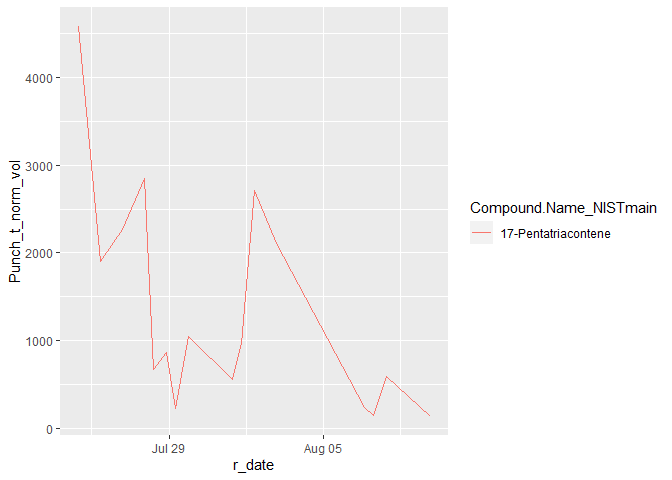 Punch_t_norm_vol
4000
3000
2000
1000
0
Jul 29
Aug 05
r_date
Compound.Name_NISTmain
17-Pentatriacontene